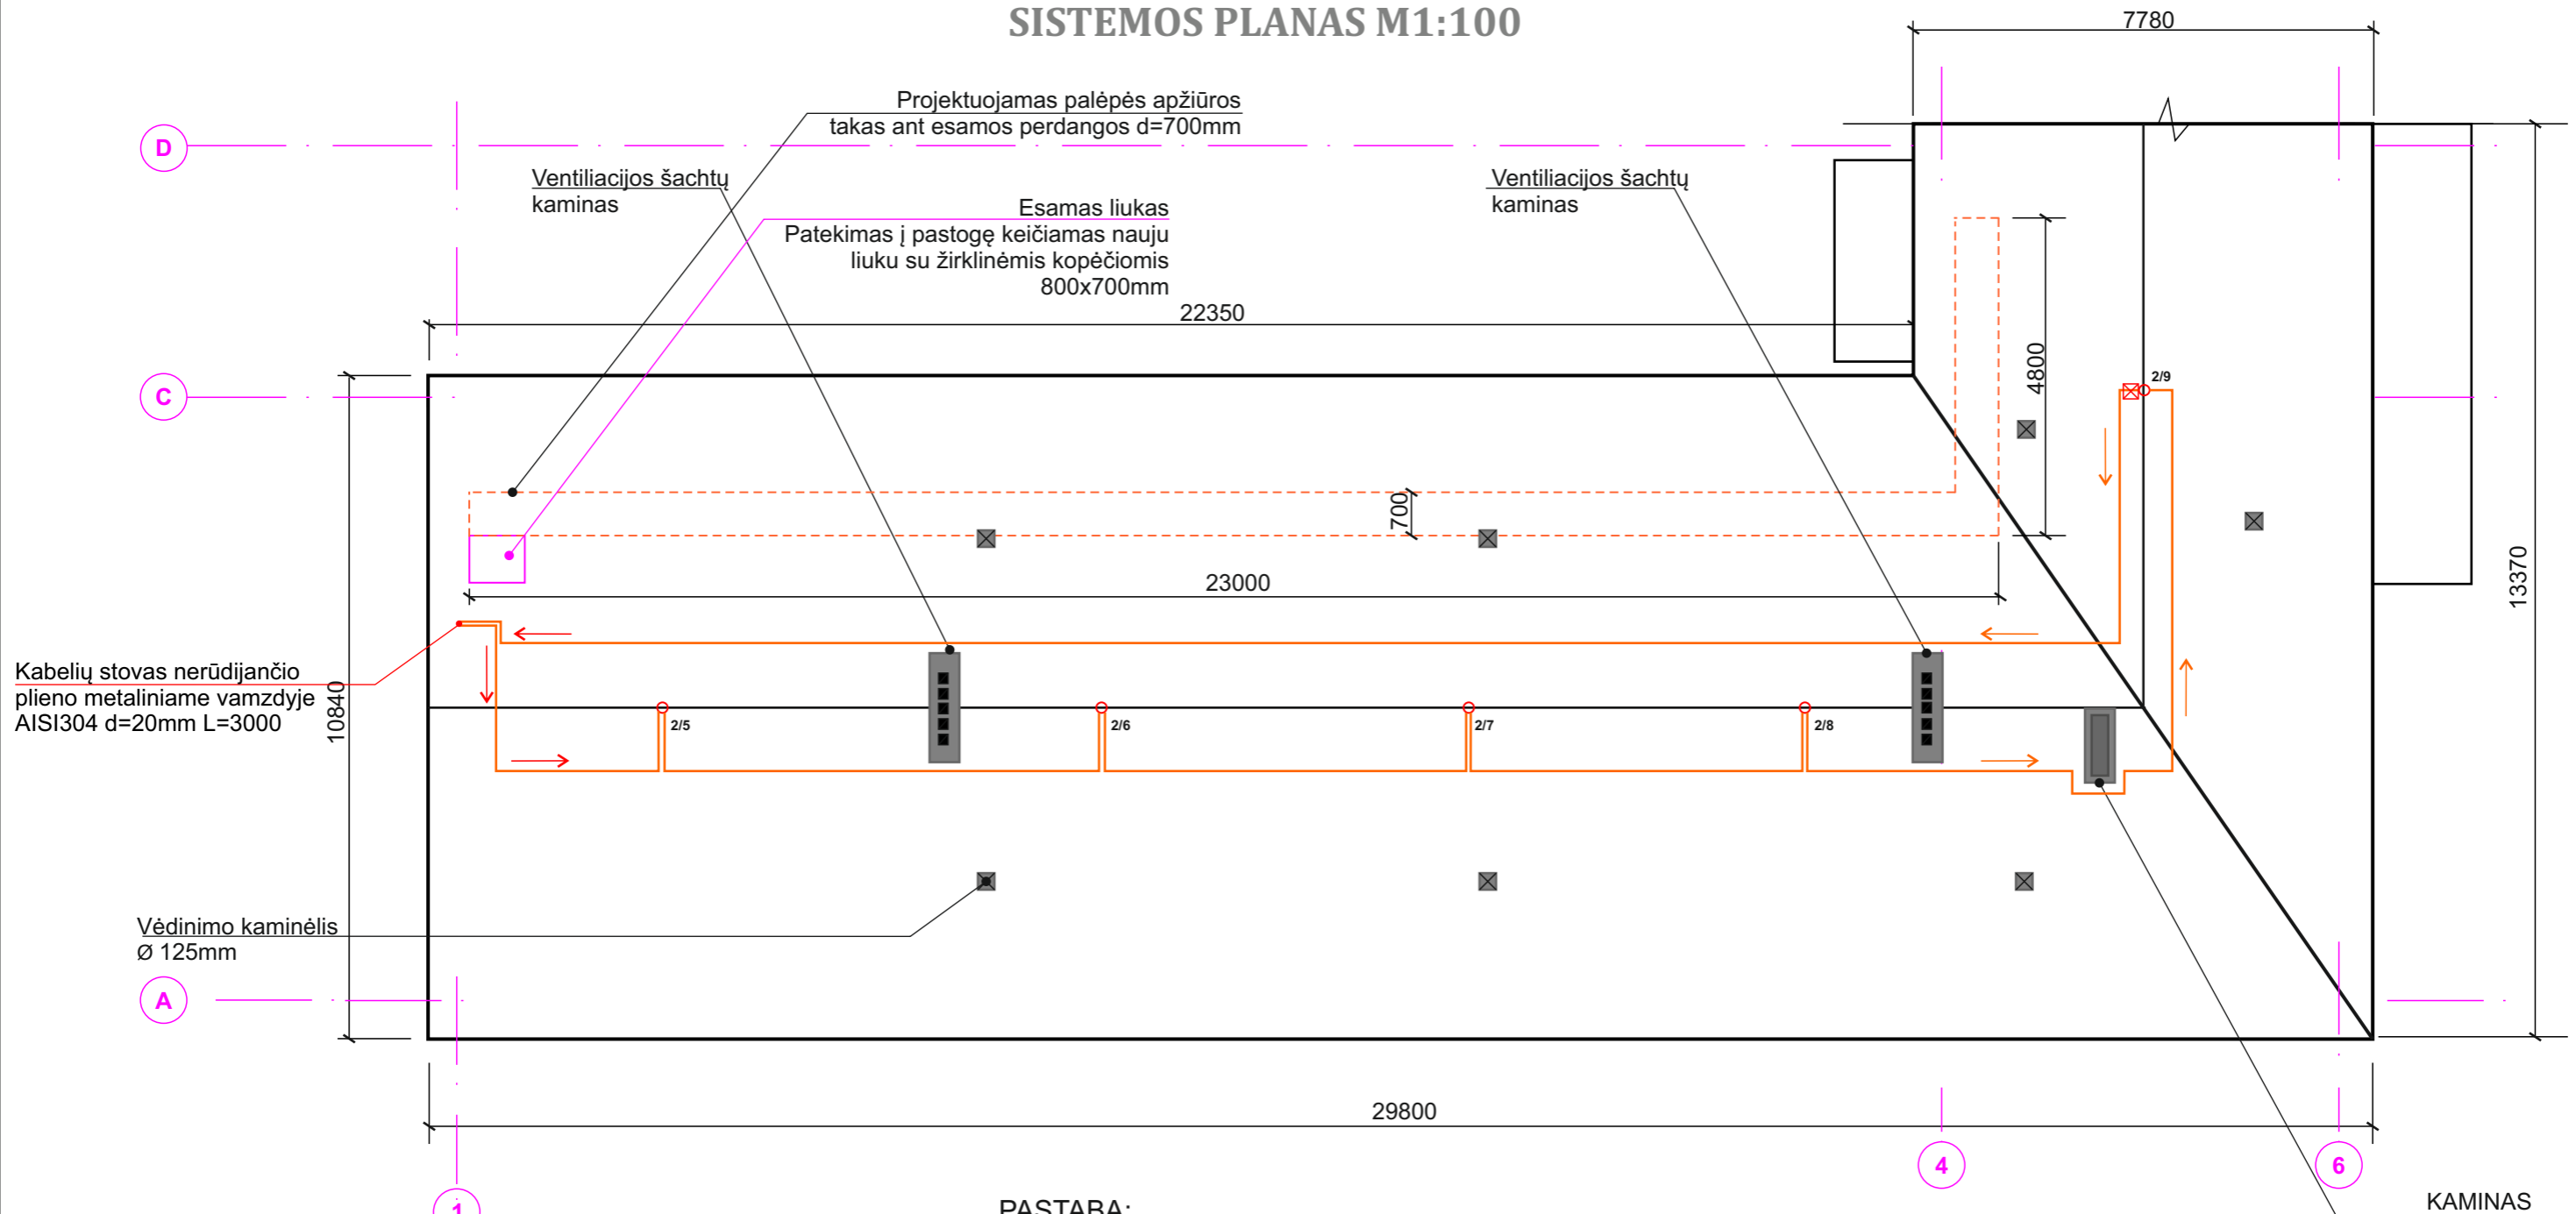 SISTEMOS PLANAS M1:100
7780
Projektuojamas palėpės apžiūros
takas ant esamos perdangos d=700mm
D
Ventiliacijos šachtų
kaminas
Ventiliacijos šachtų
kaminas
Esamas liukas
Patekimas į pastogę keičiamas nauju
liuku su žirklinėmis kopėčiomis
800x700mm
22350
4800
2/9
C
700
13370
23000
Kabelių stovas nerūdijančio
plieno metaliniame vamzdyje
AISI304 d=20mm L=3000
10840
2/5
2/6
2/7
2/8
Vėdinimo kaminėlis
Ø 125mm
A
29800
4
6
1
PASTABA:
KAMINAS